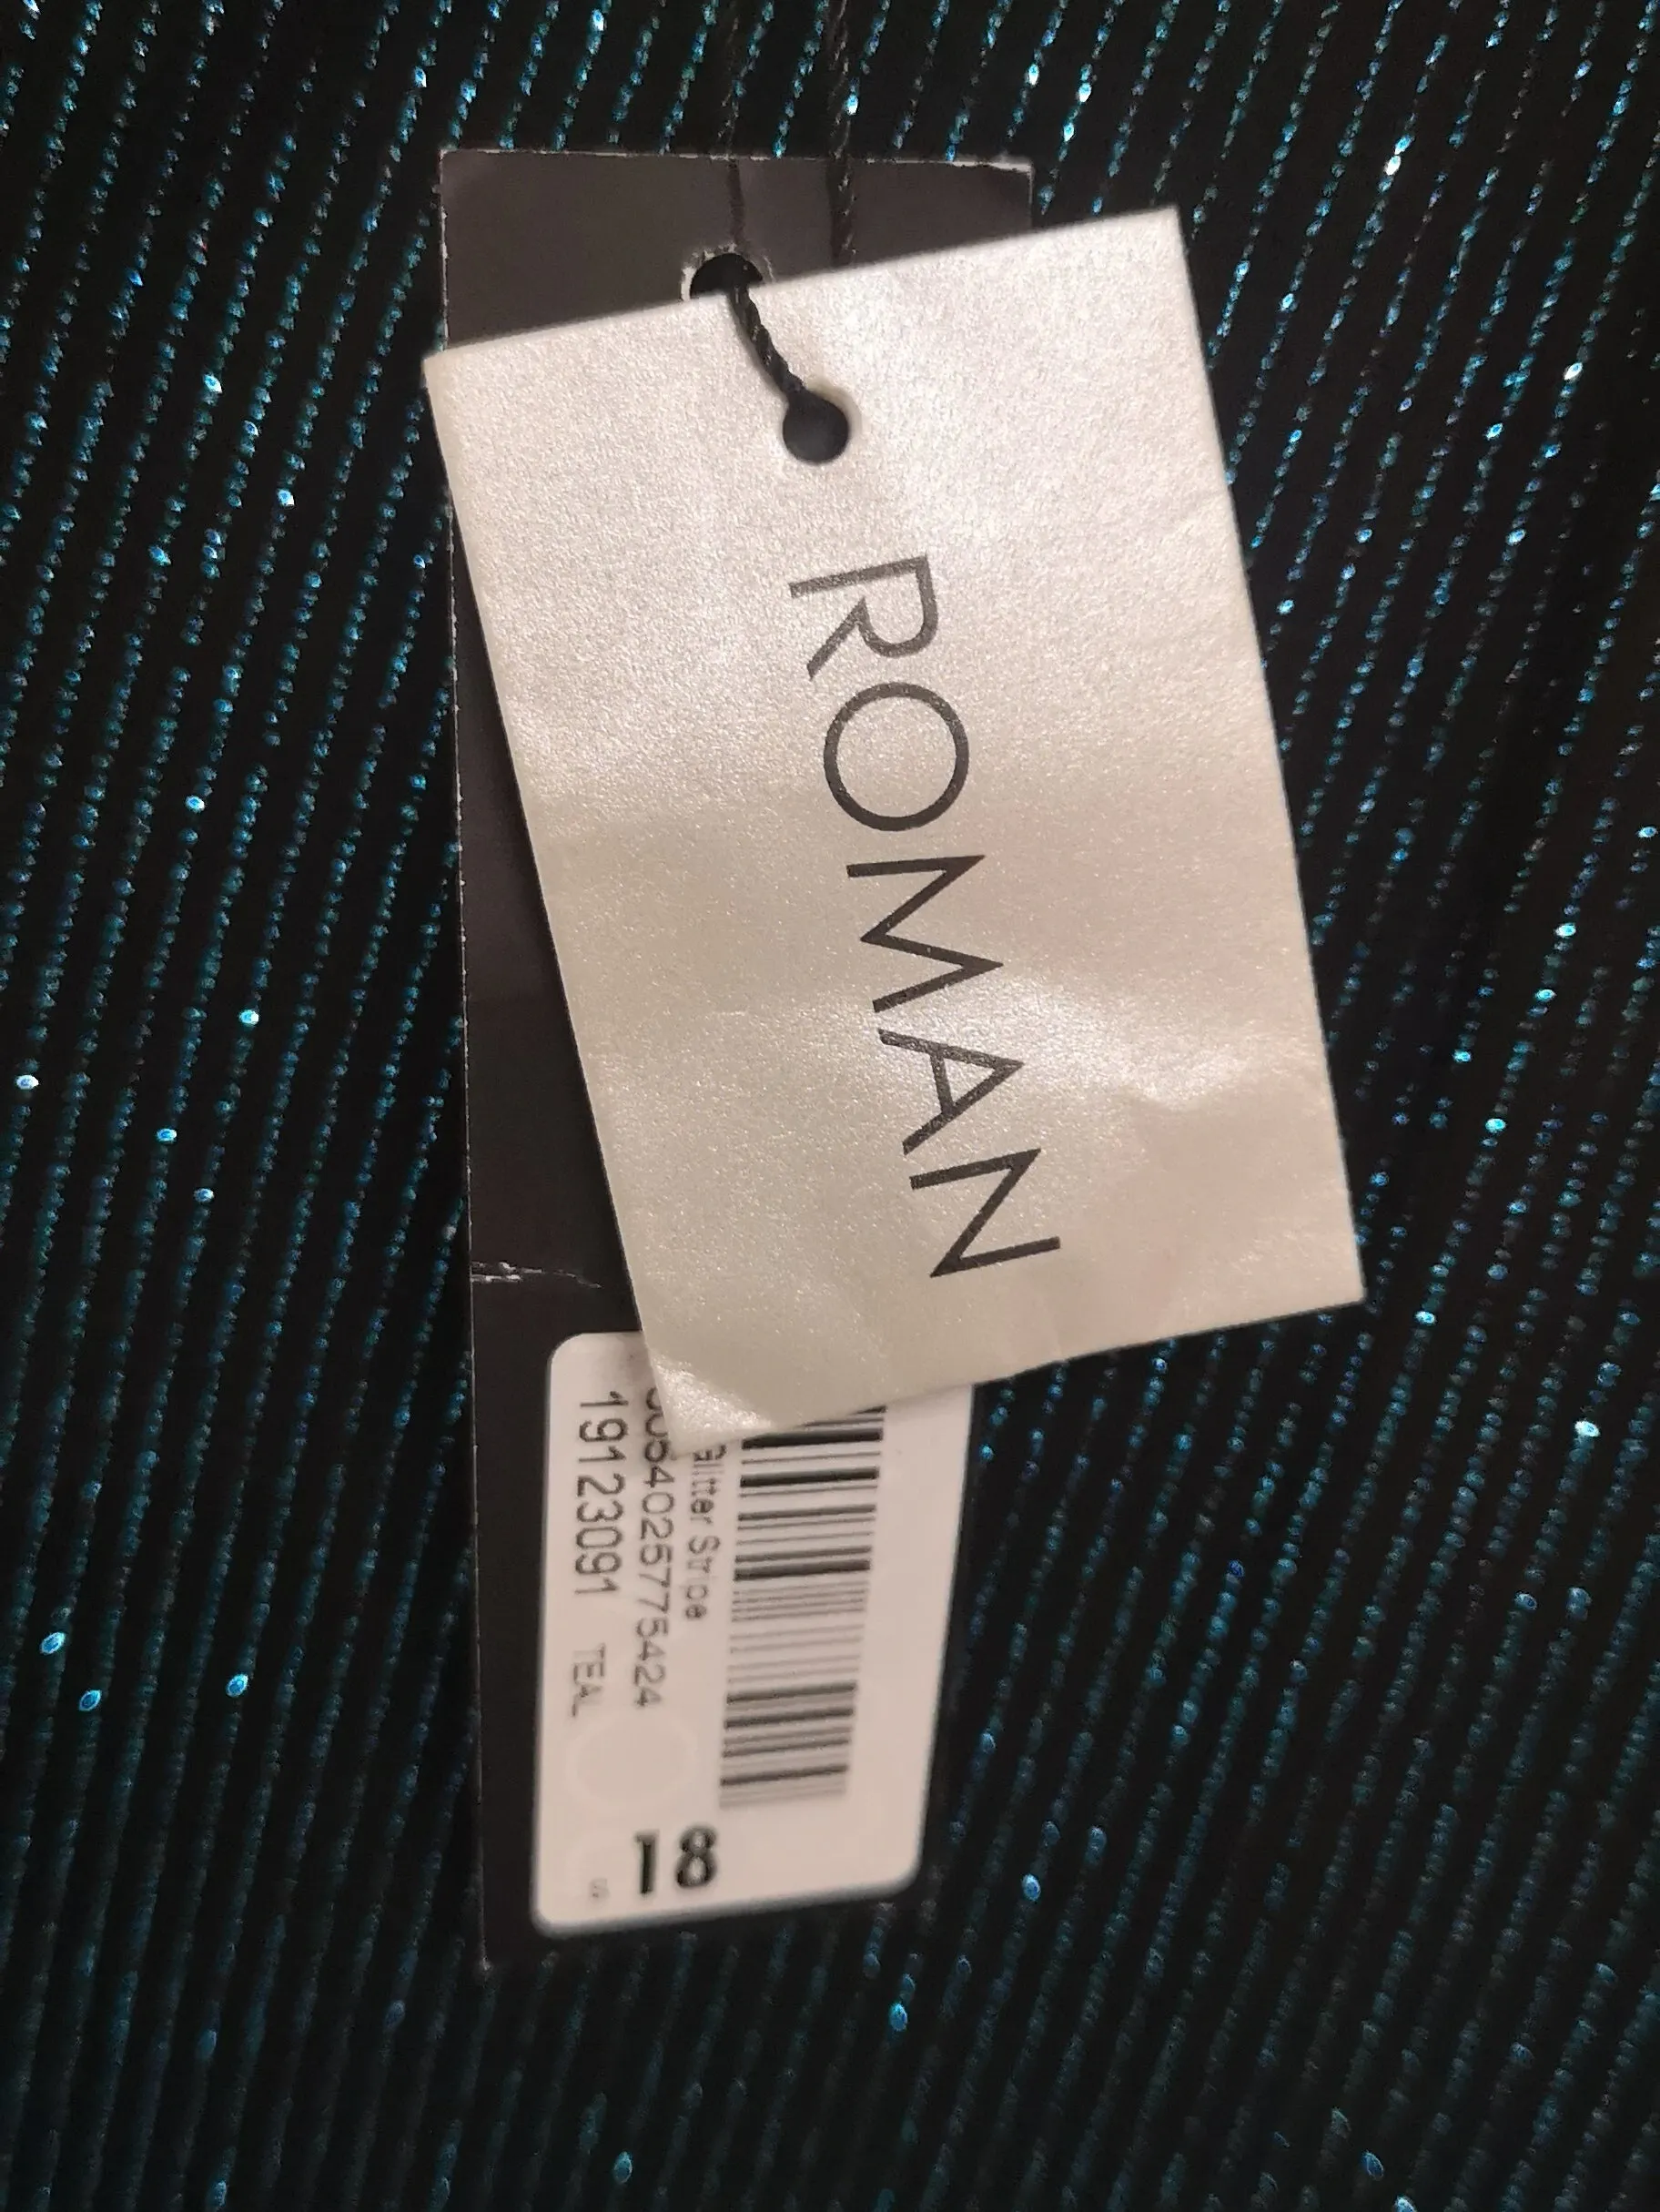 ROMAN
Glitter Stripe
5054025775424
19123091 TEAL
18